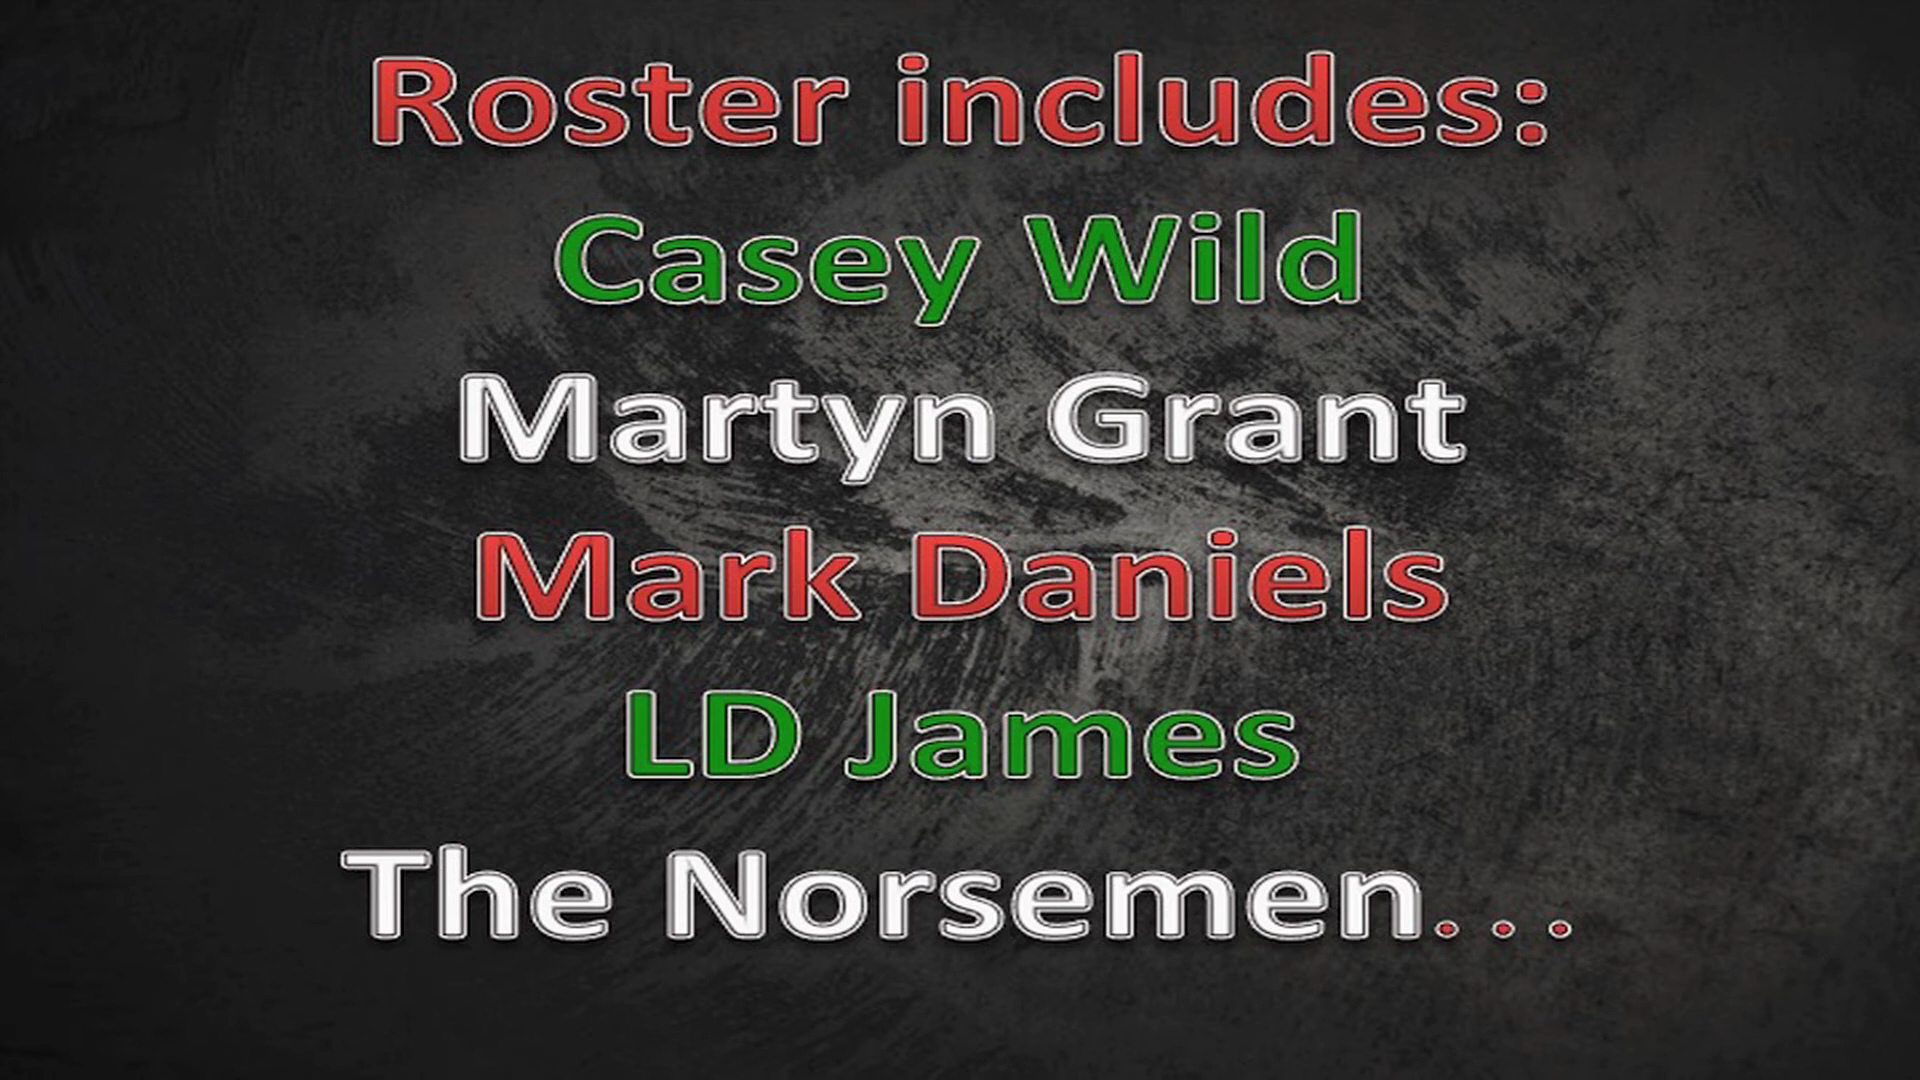 Roster includes:
Casey Wild
Martyn Grant
Mark Daniels
LD James
The Norsemen...